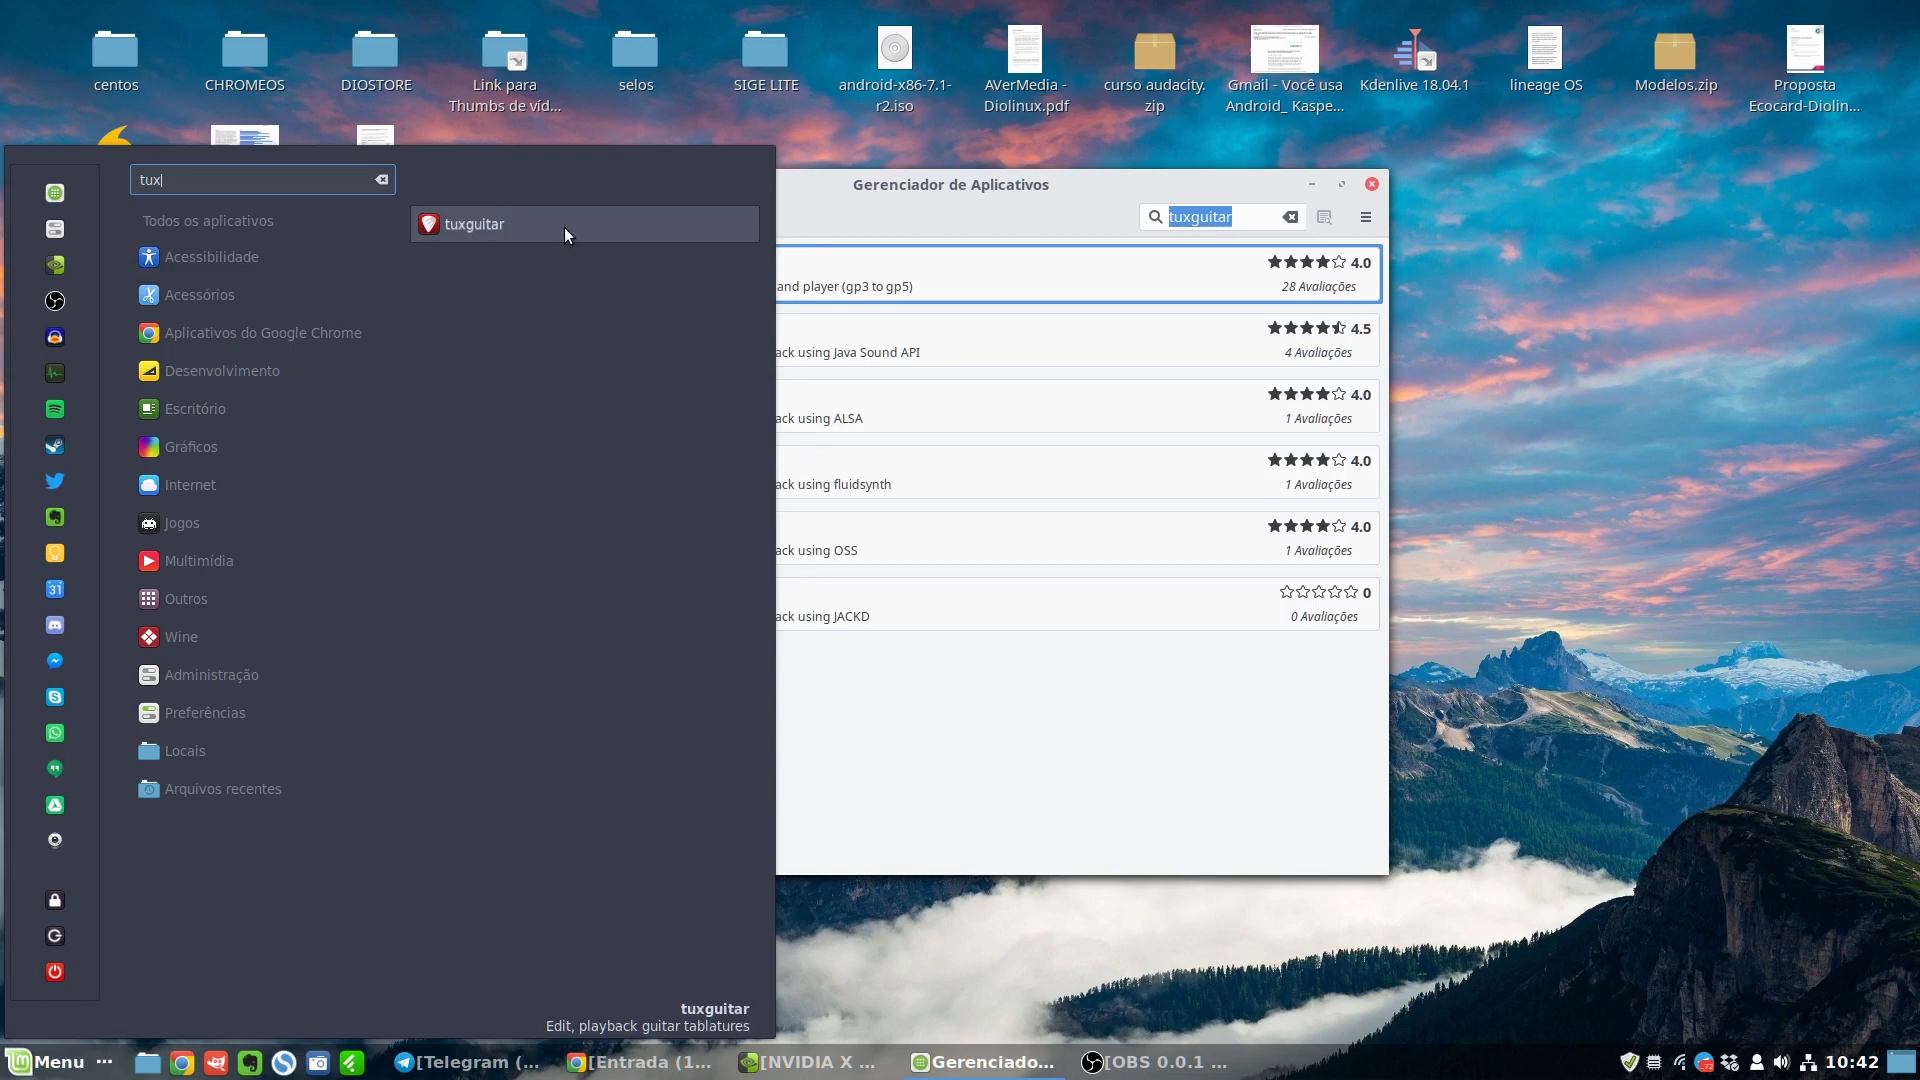 centos
CHROMEOS
DIOSTORE
Link para
Thumbs de víd...
selos
SIGE LITE
android-x86-7.1-
r2.iso
AVerMedia -
Diolinux.pdf
curso audacity.
zip
Gmail - Você usa
Android_ Kaspe...
Kdenlive 18.04.1
lineage OS
Modelos.zip
Proposta
Ecocard-Diolin...
tux
Todos os aplicativos
Acessibilidade
Acessórios
Aplicativos do Google Chrome
Desenvolvimento
Escritório
Gráficos
Internet
Jogos
Multimídia
Outros
Wine
Administração
Preferências
Locais
Arquivos recentes
tuxguitar
31
tuxguitar
Edit, playback guitar tablatures
Gerenciador de Aplicativos
tuxguitar
4.0
and player (gp3 to gp5)
28 Avaliações
4.5
ack using Java Sound API
4 Avaliações
4.0
ack using ALSA
1 Avaliações
4.0
ack using fluidsynth
1 Avaliações
4.0
ack using OSS
1 Avaliações
0
ack using JACKD
0 Avaliações
Menu
[Telegram (...
[Entrada (1...
[NVIDIA X ...
Gerenciado...
[OBS 0.0.1 ...
10:42